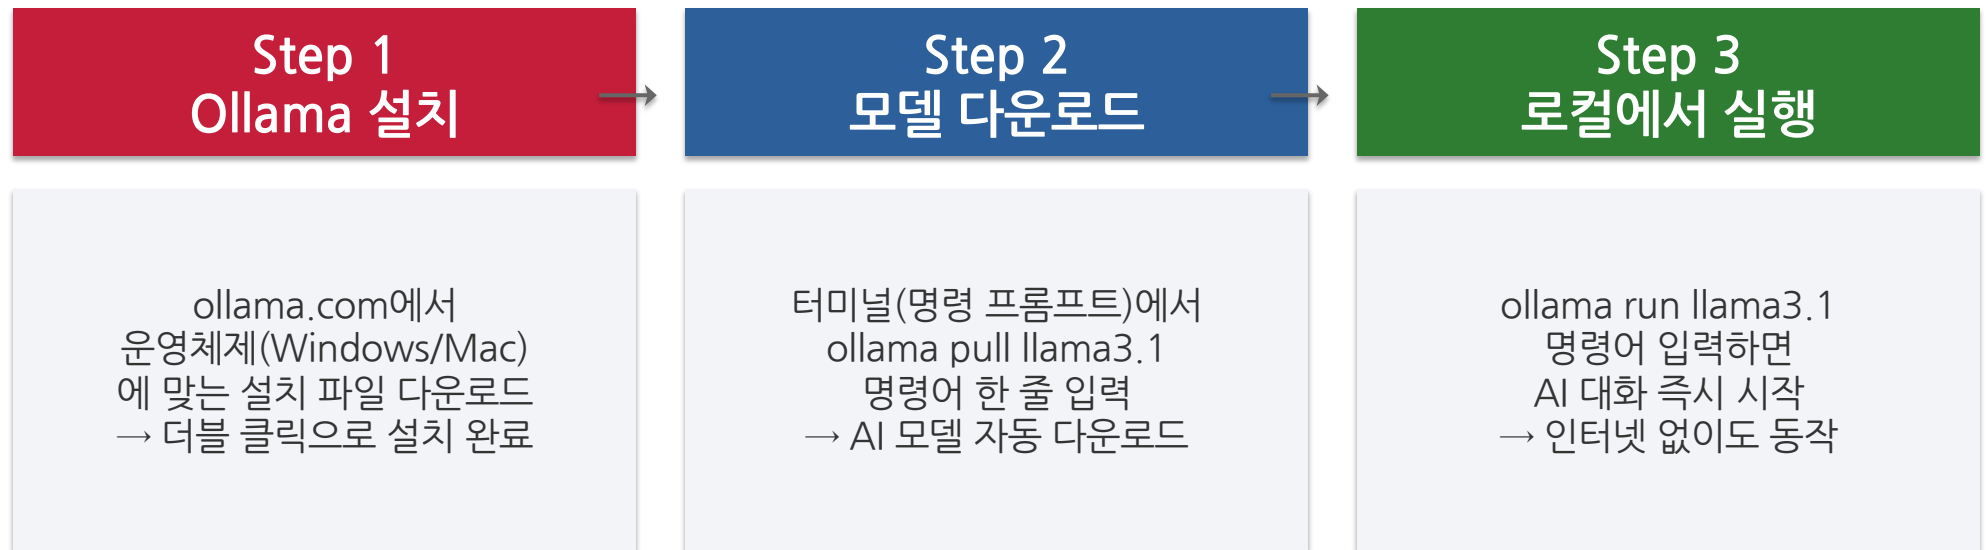 Step 1
Ollama 설치
Step 2
모델 다운로드
Step 3
로컬에서 실행
ollama.com에서
운영체제(Windows/Mac)
에 맞는 설치 파일 다운로드
→ 더블 클릭으로 설치 완료
터미널(명령 프롬프트)에서
ollama pull llama3.1
명령어 한 줄 입력
→ AI 모델 자동 다운로드
ollama run llama3.1
명령어 입력하면
AI 대화 즉시 시작
→ 인터넷 없이도 동작